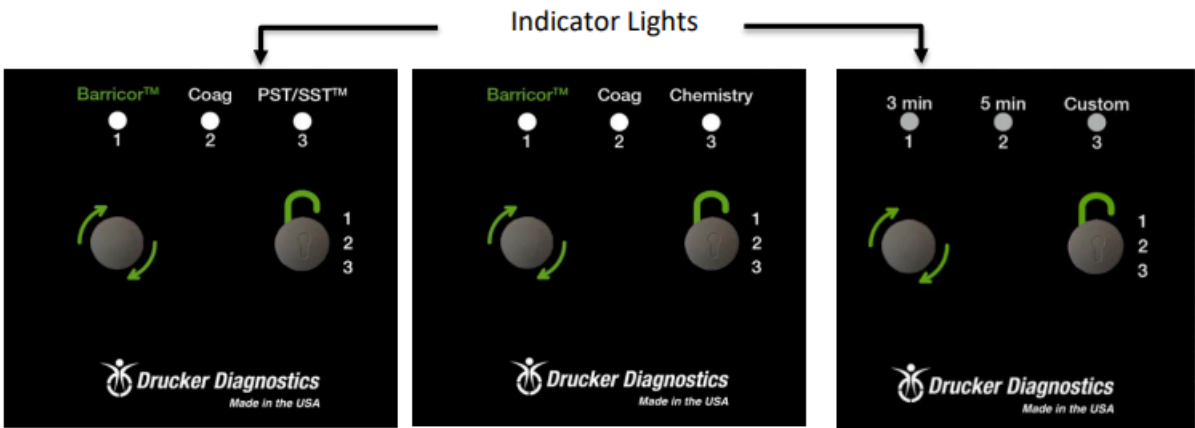 Indicator Lights
Barricor™ Coag PST/SST™
1 2 3
1
2
3
Drucker Diagnostics
Made in the USA
Barricor™ Coag Chemistry
1 2 3
1
2
3
Drucker Diagnostics
Made in the USA
3 min 5 min Custom
1 2 3
1
2
3
Drucker Diagnostics
Made in the USA